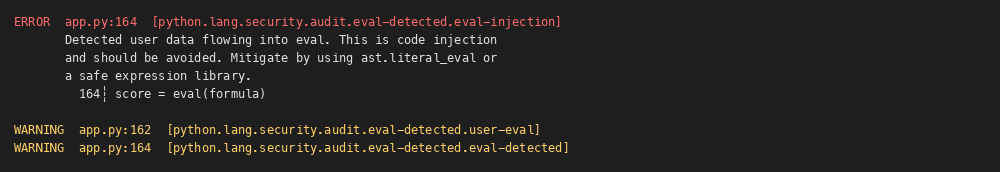 ERROR  app.py:164  [python.lang.security.audit.eval-detected.eval-injection]
Detected user data flowing into eval. This is code injection
and should be avoided. Mitigate by using ast.literal_eval or
a safe expression library.
164┆ score = eval(formula)
WARNING  app.py:162  [python.lang.security.audit.eval-detected.user-eval]
WARNING  app.py:164  [python.lang.security.audit.eval-detected.eval-detected]